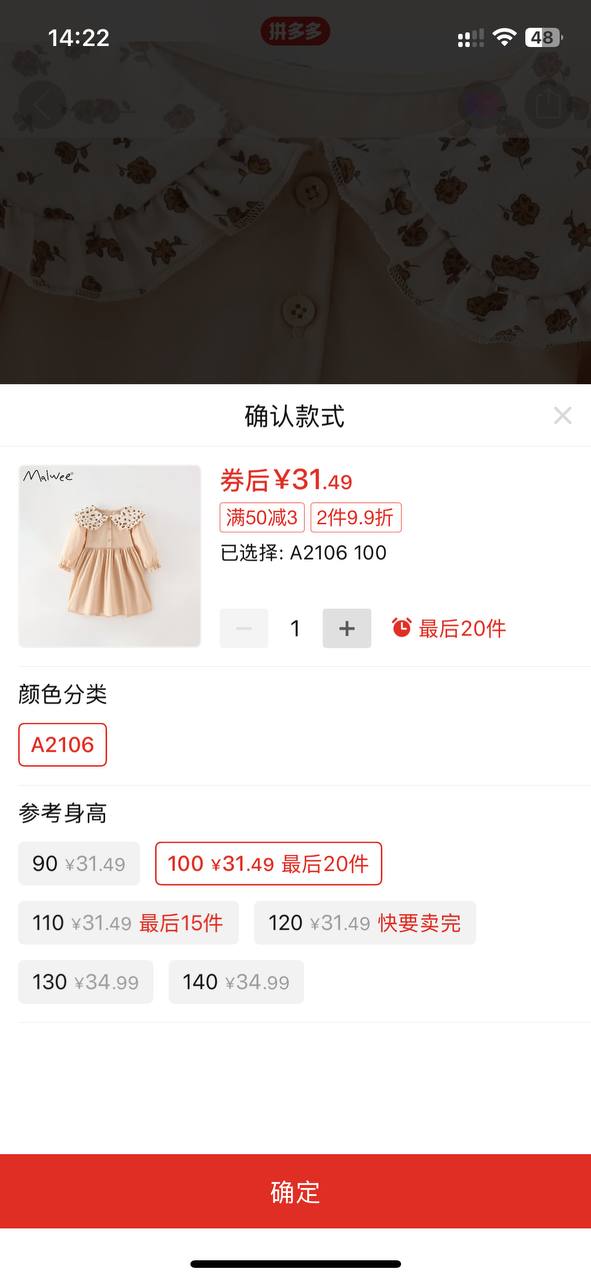 14:22
拼多多
48
确认款式
Malwee
券后¥31.49
满50减3 2件9.9折
已选择: A2106 100
1
最后20件
颜色分类
A2106
参考身高
90 ¥31.49 100 ¥31.49 最后20件
110 ¥31.49 最后15件 120 ¥31.49 快要卖完
130 ¥34.99 140 ¥34.99
确定